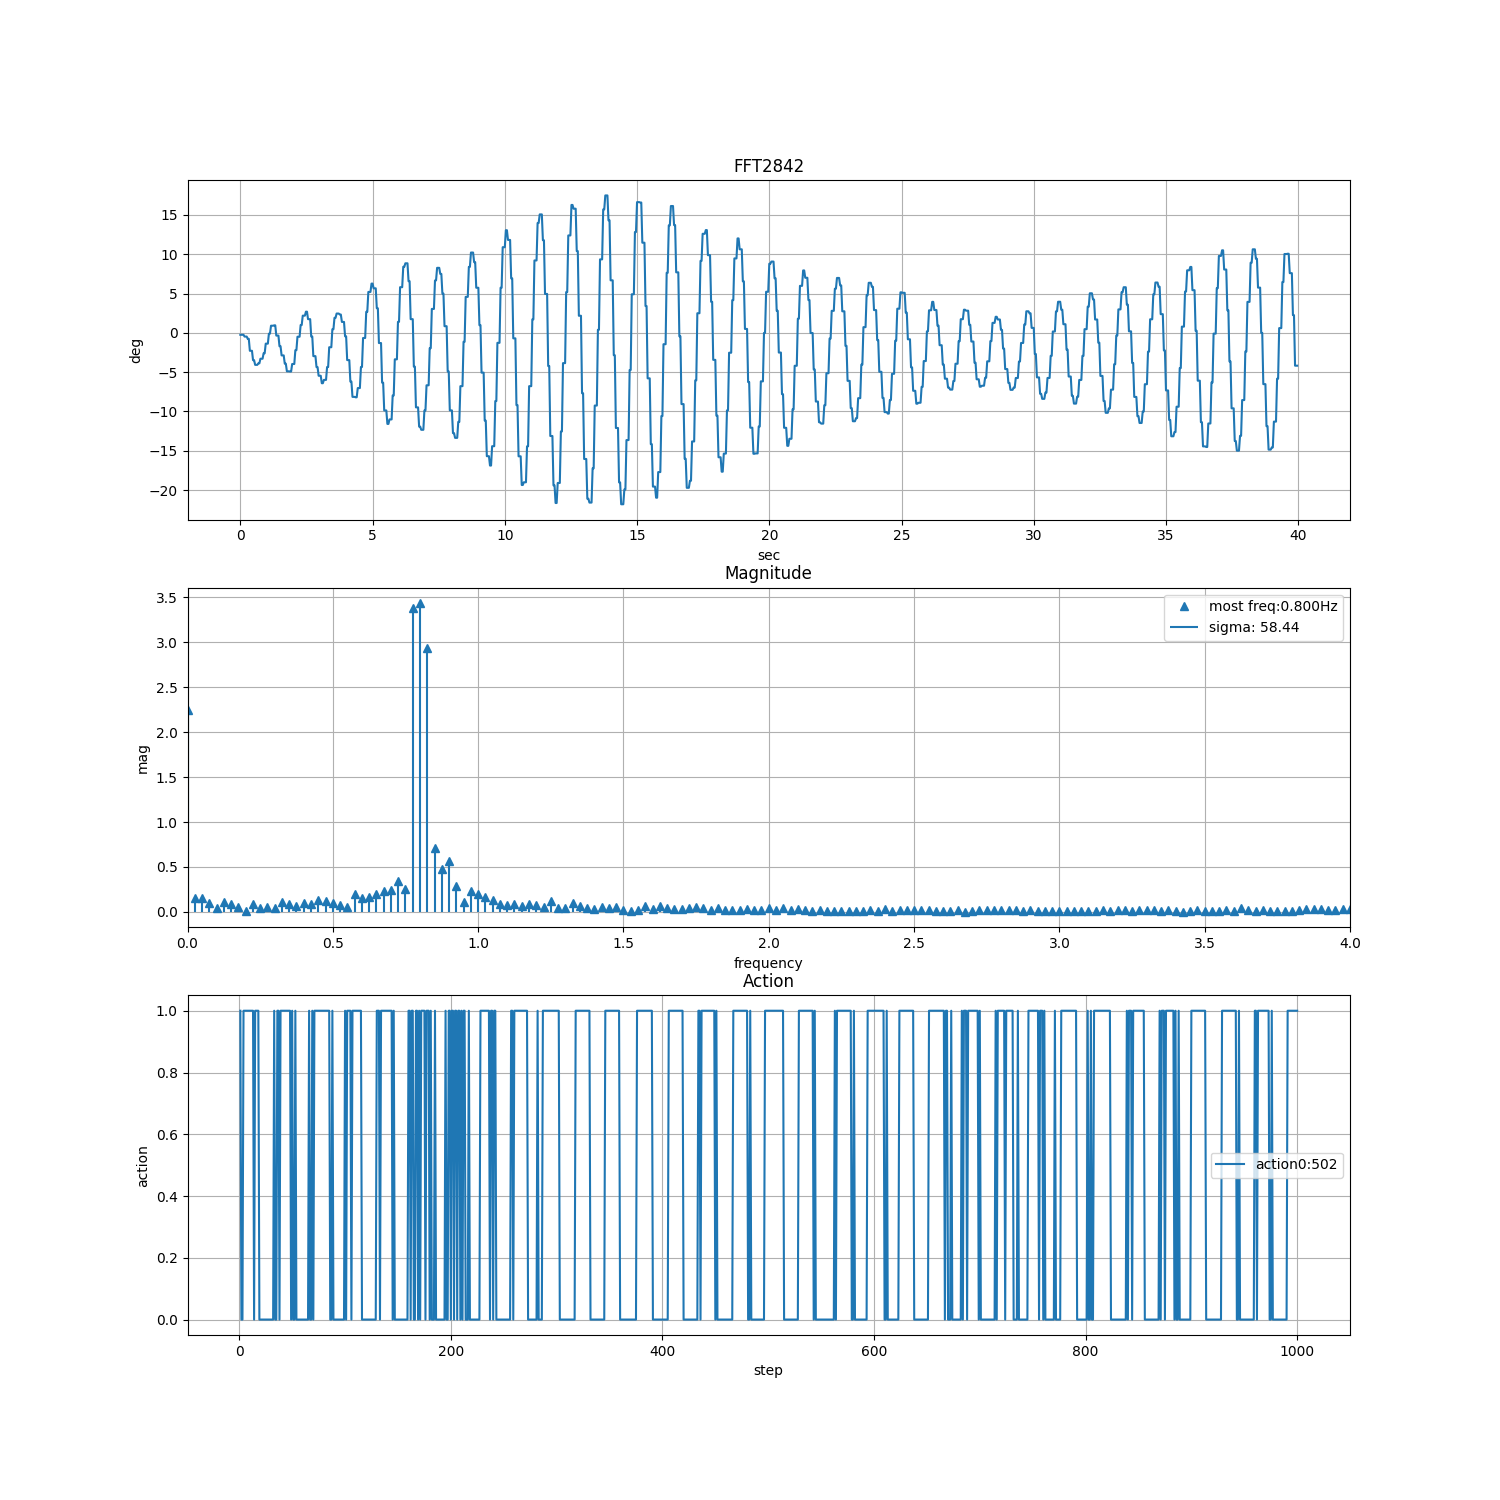 FFT2842
15
10
5
0
−5
−10
−15
−20
deg
0 5 10 15 20 25 30 35 40
sec
Magnitude
3.5
3.0
2.5
2.0
1.5
1.0
0.5
0.0
mag
most freq:0.800Hz
sigma: 58.44
0.0 0.5 1.0 1.5 2.0 2.5 3.0 3.5 4.0
frequency
Action
1.0
0.8
0.6
0.4
0.2
0.0
action
action0:502
0 200 400 600 800 1000
step